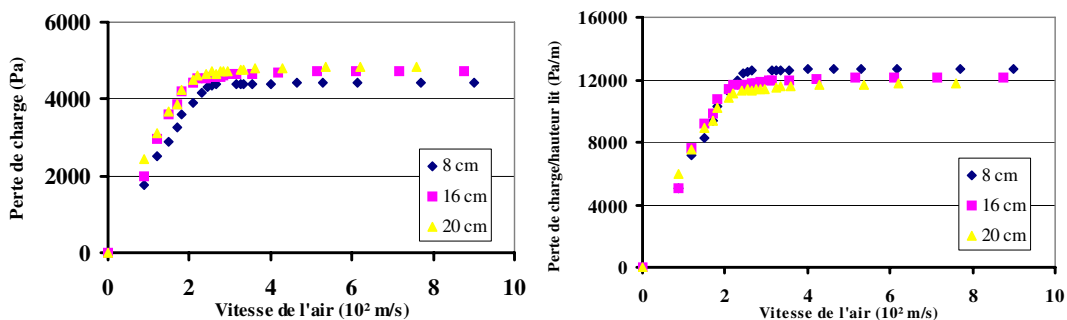 6000
4000
2000
0
Perte de charge (Pa)
8 cm
16 cm
20 cm
0 2 4 6 8 10
Vitesse de l'air (10² m/s)
16000
12000
8000
4000
0
Perte de charge/hauteur lit (Pa/m)
8 cm
16 cm
20 cm
0 2 4 6 8 10
Vitesse de l'air (10² m/s)